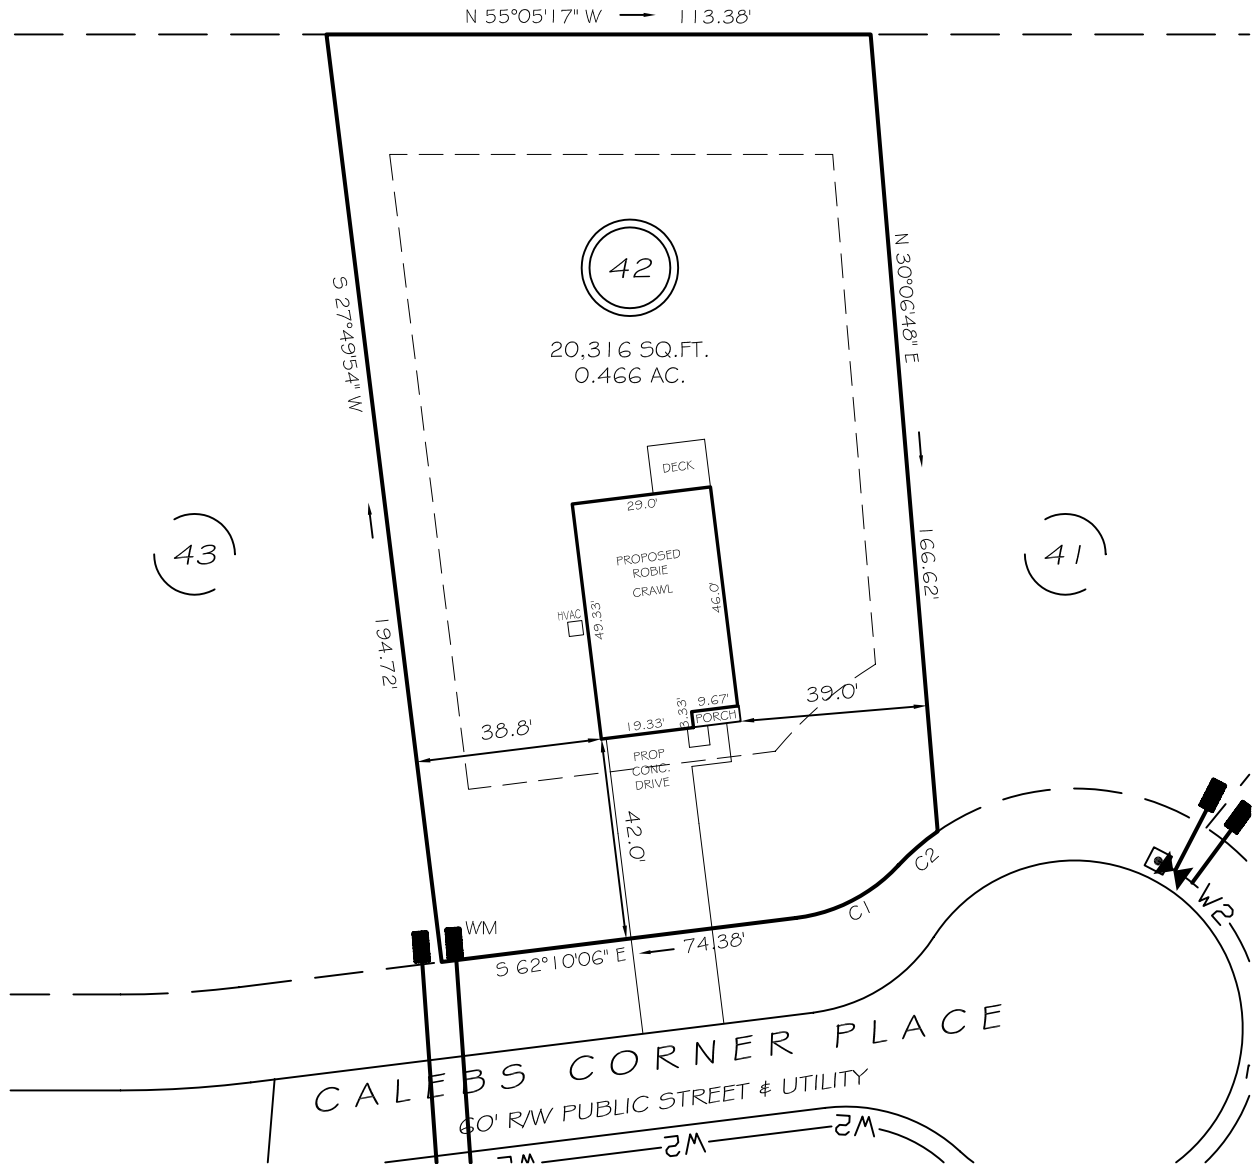 N 55°05'17" W 113.38'
42
20,316 SQ.FT.
0.466 AC.
S 27°49'54" W
194.72'
N 30°06'48" E
166.62'
43
41
DECK
29.0'
PROPOSED
ROBIE
CRAWL
HVAC
49.33'
46.0'
9.67'
3.33'
PORCH
19.33'
38.8'
39.0'
PROP
CONC.
DRIVE
42.0'
C2
C1
WM
S 62°10'06" E 74.38'
W2
CALEBS CORNER PLACE
60' R/W PUBLIC STREET & UTILITY
WS
WS